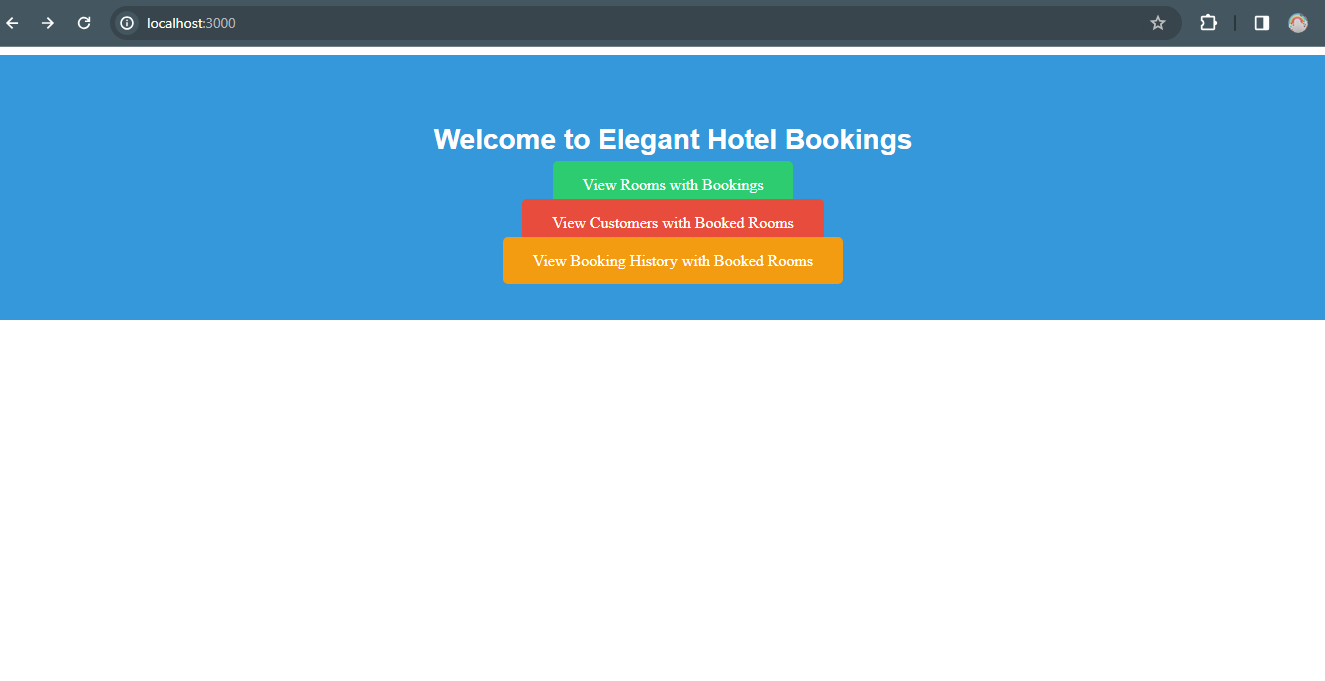 localhost:3000
Welcome to Elegant Hotel Bookings
View Rooms with Bookings
View Customers with Booked Rooms
View Booking History with Booked Rooms